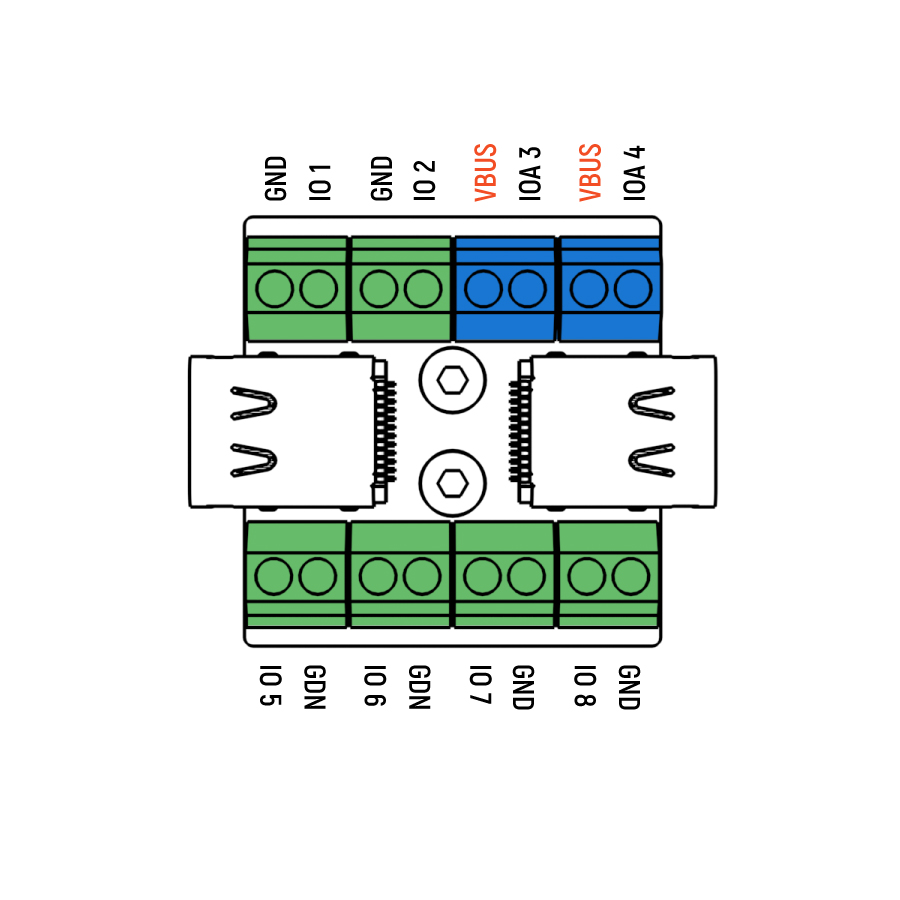 GND
IO 1
GND
IO 2
VBUS
IOA 3
VBUS
IOA 4
IO 5
GDN
IO 6
GDN
IO 7
GND
IO 8
GND